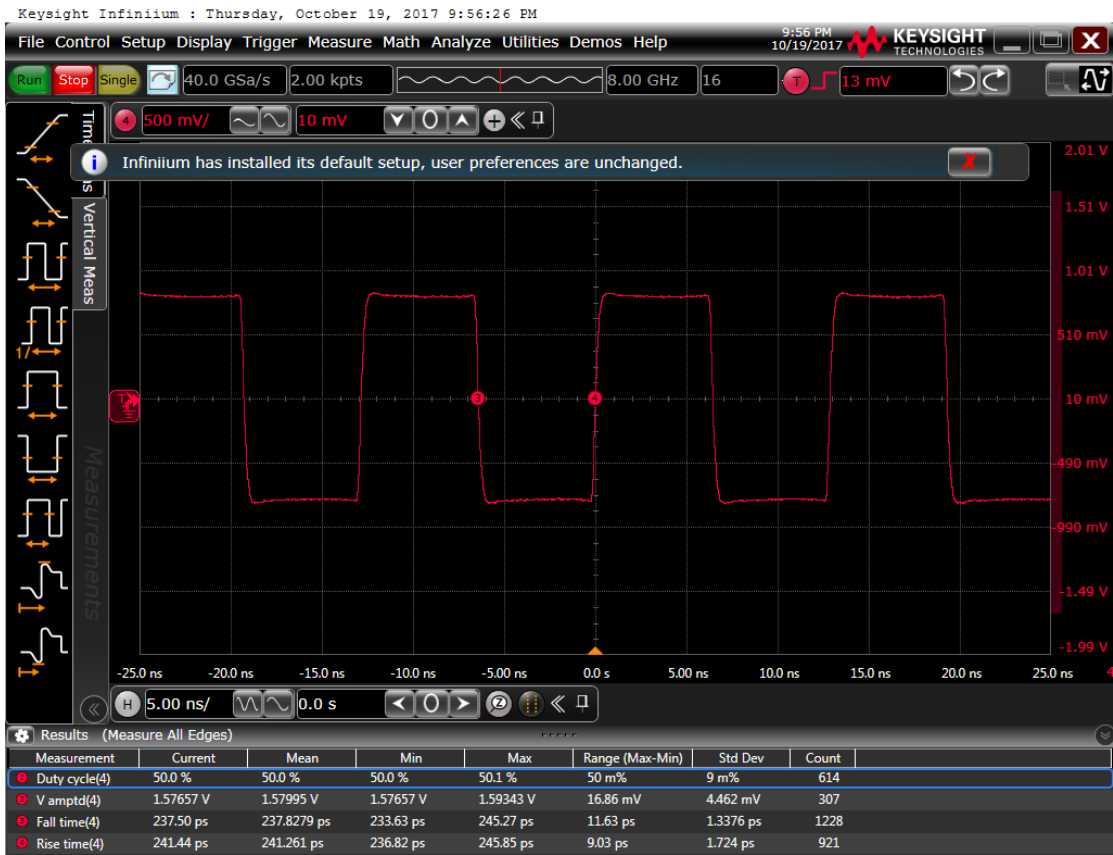 Keysight Infiniium : Thursday, October 19, 2017 9:56:26 PM
File Control Setup Display Trigger Measure Math Analyze Utilities Demos Help
9:56 PM
10/19/2017
KEYSIGHT
TECHNOLOGIES
Run Stop Single 40.0 GSa/s 2.00 kpts 8.00 GHz 16 T 13 mV
4 500 mV/ 10 mV
Infiniium has installed its default setup, user preferences are unchanged.
Vertical Meas
Measurements
1/
2.01 V
1.51 V
1.01 V
510 mV
10 mV
-490 mV
-990 mV
-1.49 V
-1.99 V
3 4
-25.0 ns -20.0 ns -15.0 ns -10.0 ns -5.00 ns 0.0 s 5.00 ns 10.0 ns 15.0 ns 20.0 ns 25.0 ns 4
H 5.00 ns/ 0.0 s
Results (Measure All Edges)
Measurement Current Mean Min Max Range (Max-Min) Std Dev Count
1 Duty cycle(4) 50.0 % 50.0 % 50.0 % 50.1 % 50 m% 9 m% 614
2 V amptd(4) 1.57657 V 1.57995 V 1.57657 V 1.59343 V 16.86 mV 4.462 mV 307
3 Fall time(4) 237.50 ps 237.8279 ps 233.63 ps 245.27 ps 11.63 ps 1.3376 ps 1228
4 Rise time(4) 241.44 ps 241.261 ps 236.82 ps 245.85 ps 9.03 ps 1.724 ps 921